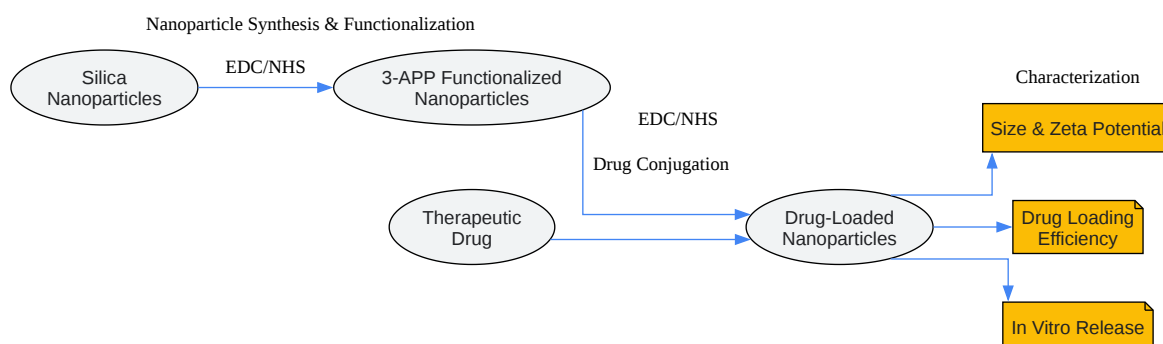 Nanoparticle Synthesis & Functionalization
Silica
Nanoparticles
EDC/NHS
3-APP Functionalized
Nanoparticles
EDC/NHS
Drug Conjugation
Therapeutic
Drug
Drug-Loaded
Nanoparticles
Characterization
Size & Zeta Potential
Drug Loading
Efficiency
In Vitro Release